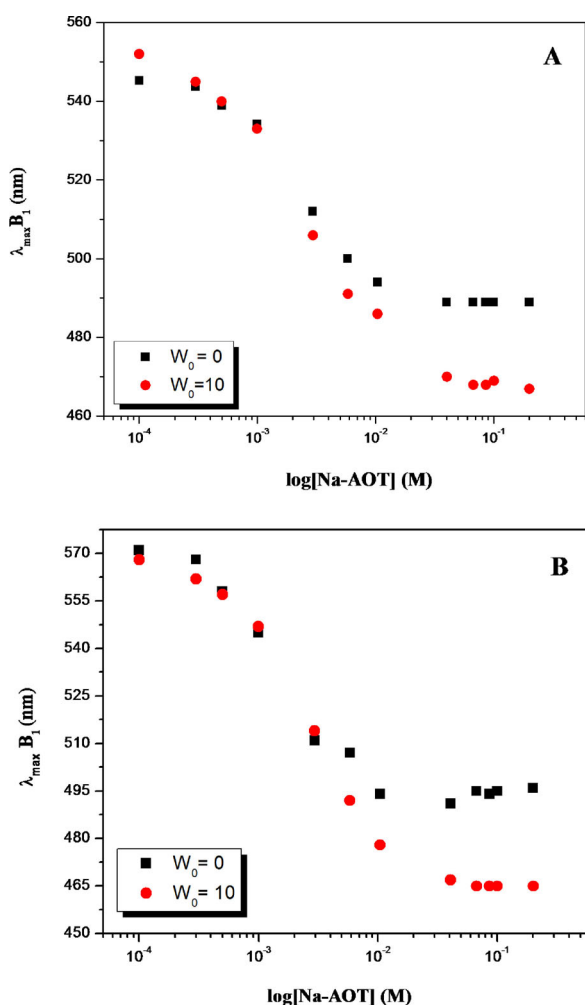 A
560
540
520
500
480
460
λmax B1 (nm)
W0 = 0
W0=10
10-4
10-3
10-2
10-1
log[Na-AOT] (M)
B
570
555
540
525
510
495
480
465
450
λmax B1 (nm)
W0 = 0
W0= 10
10-4
10-3
10-2
10-1
log[Na-AOT] (M)